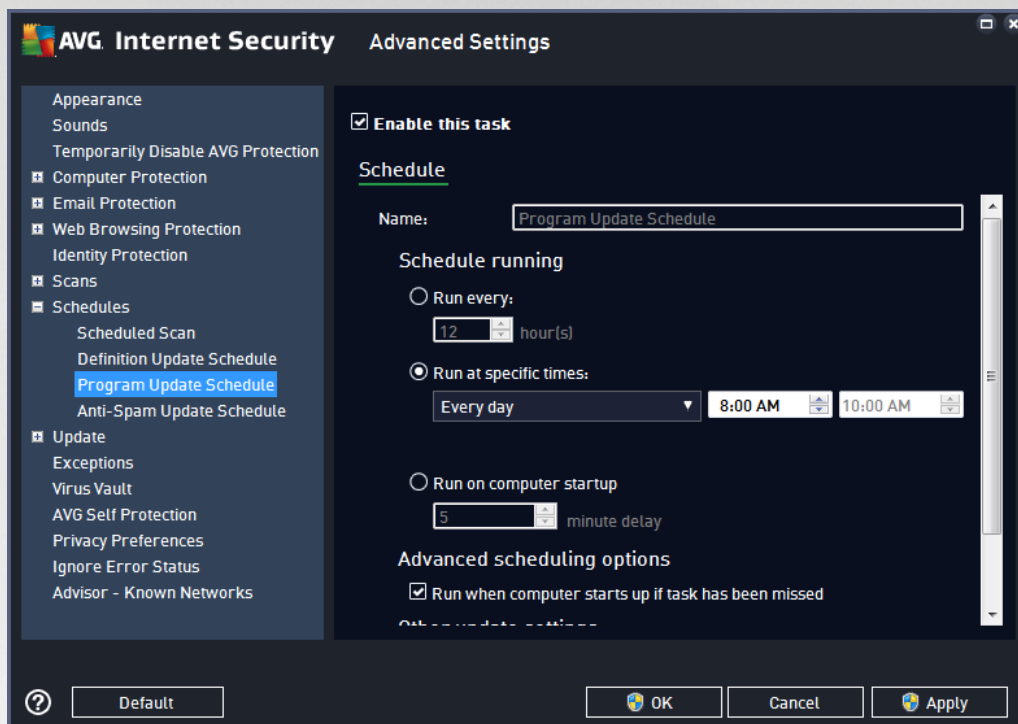 AVG Internet Security Advanced Settings
Appearance
Sounds
Temporarily Disable AVG Protection
Computer Protection
Email Protection
Web Browsing Protection
Identity Protection
Scans
Schedules
Scheduled Scan
Definition Update Schedule
Program Update Schedule
Anti-Spam Update Schedule
Update
Exceptions
Virus Vault
AVG Self Protection
Privacy Preferences
Ignore Error Status
Advisor - Known Networks
Enable this task
Schedule
Name: Program Update Schedule
Schedule running
Run every:
12 hour(s)
Run at specific times:
Every day 8:00 AM 10:00 AM
Run on computer startup
5 minute delay
Advanced scheduling options
Run when computer starts up if task has been missed
Other update settings
? Default OK Cancel Apply